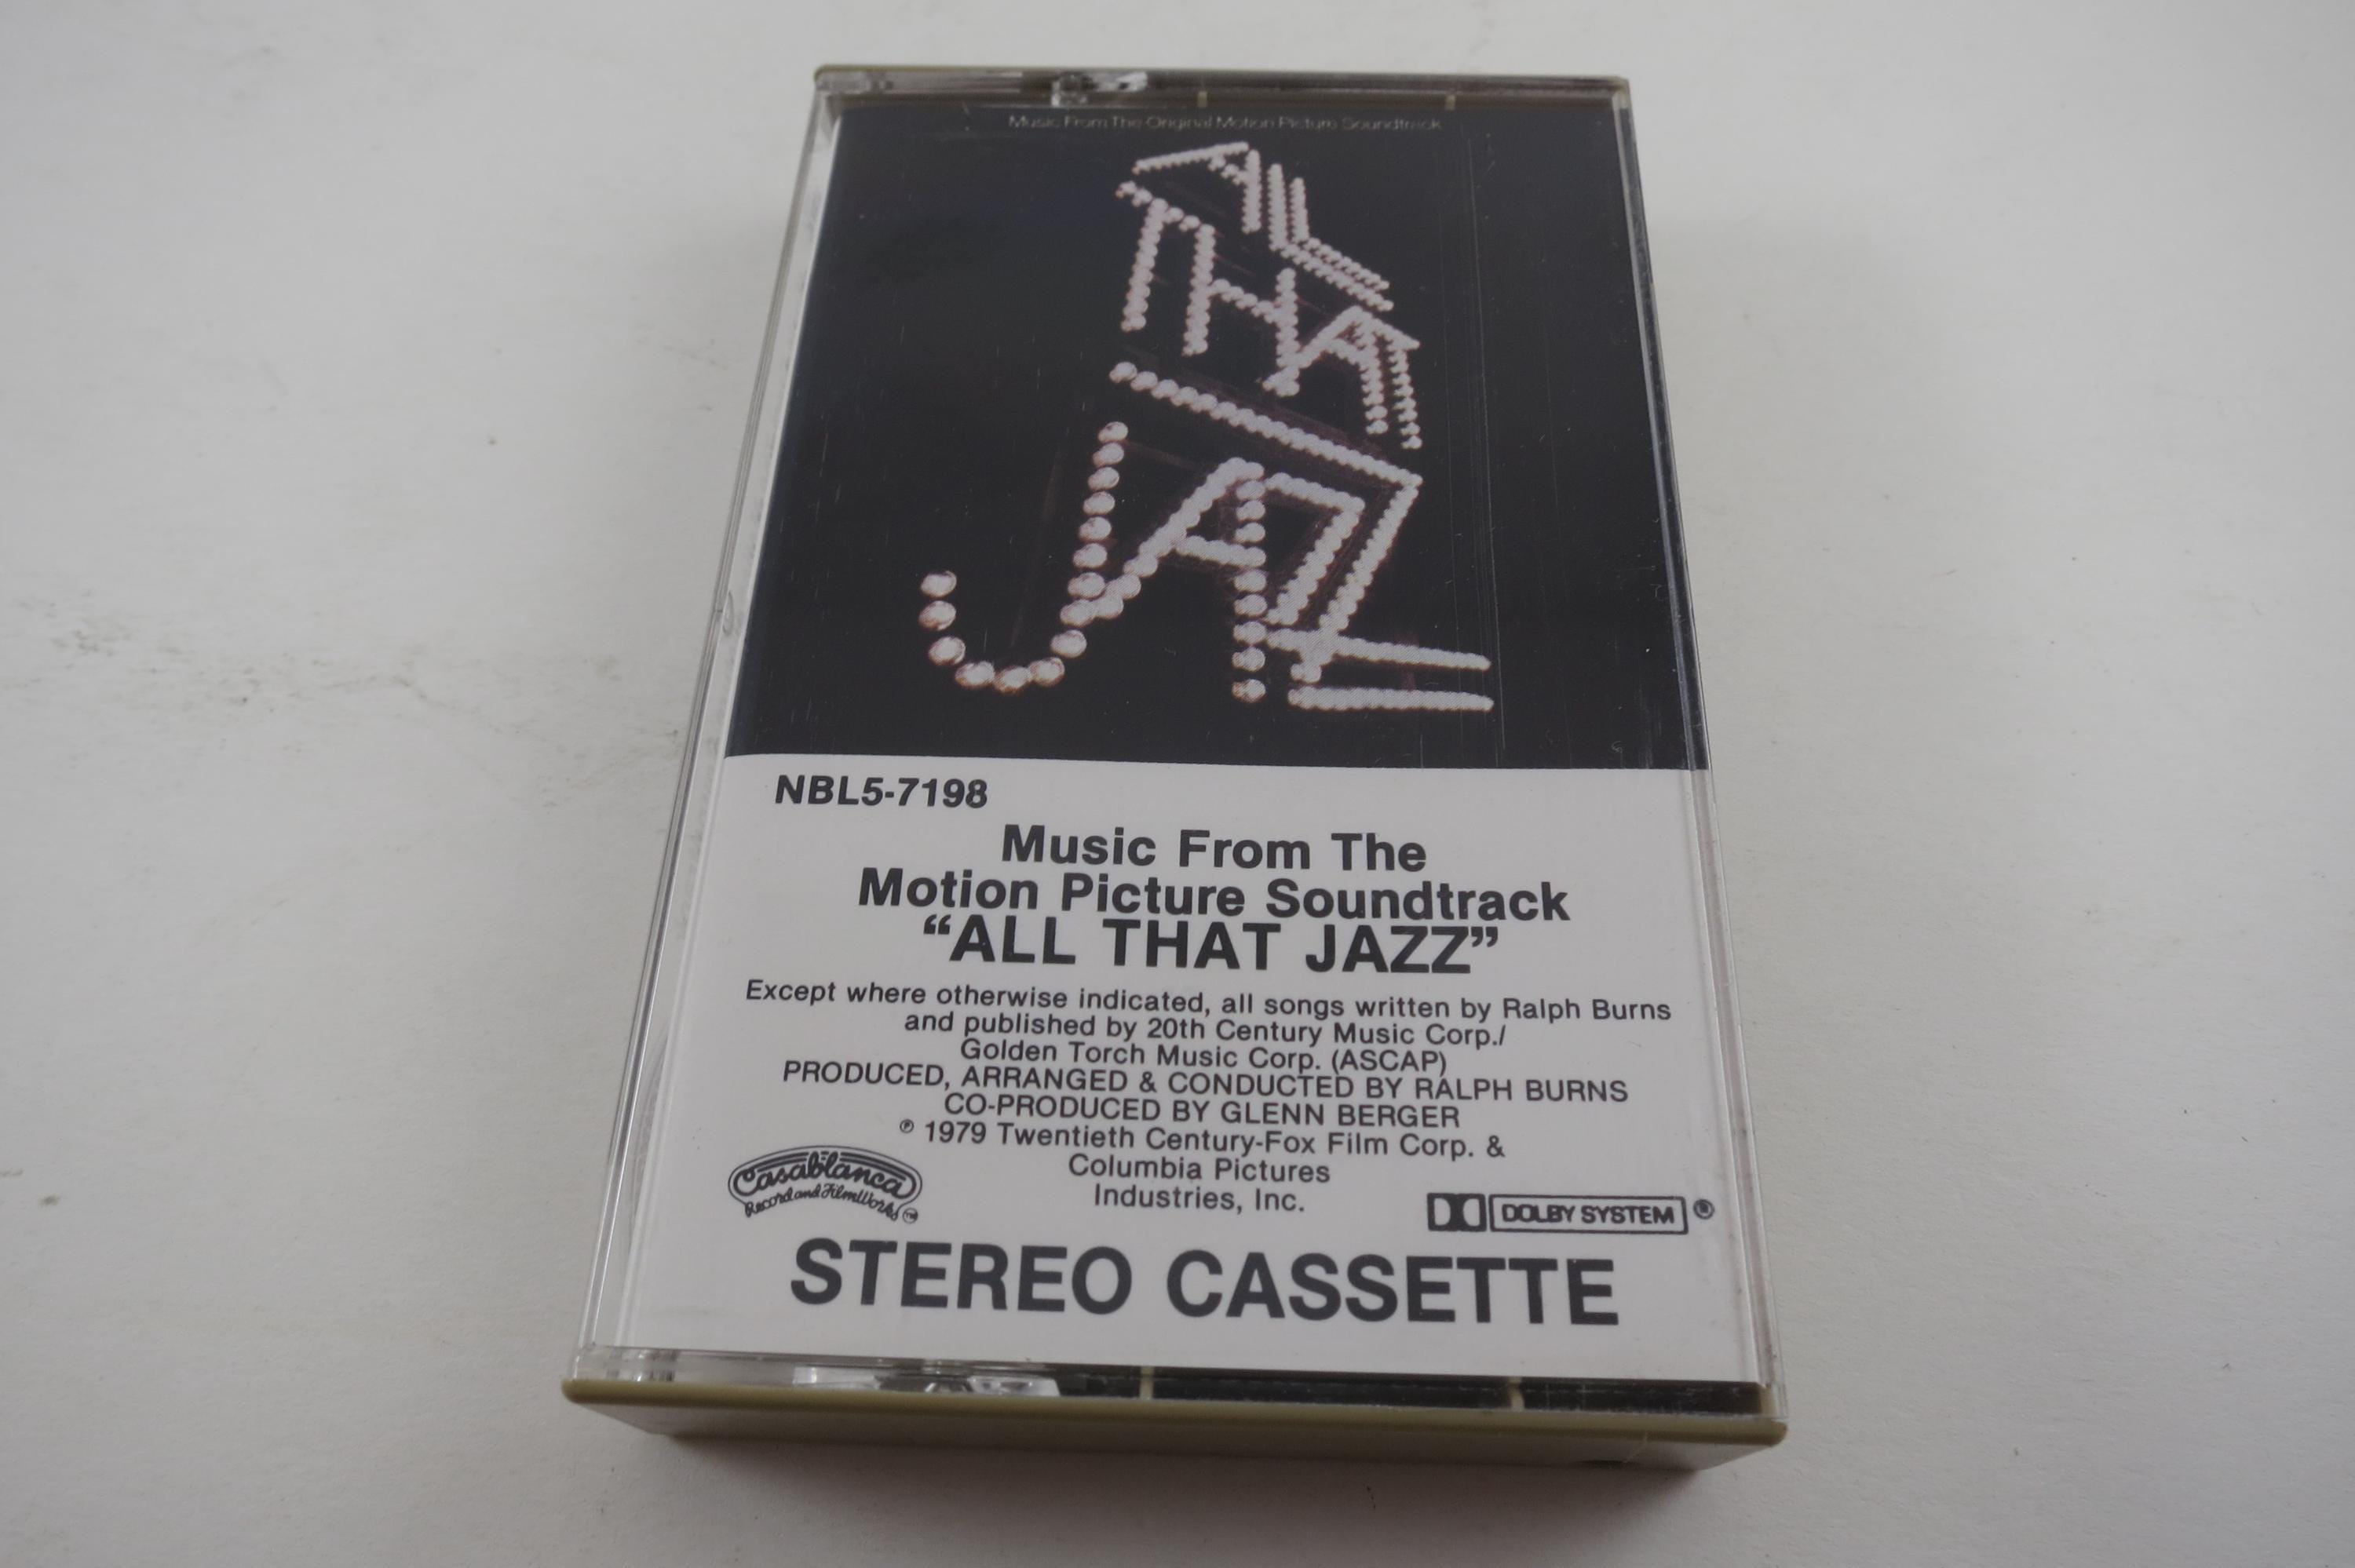 Music From The Original Motion Picture Soundtrack
ALL
THAT
JAZZ
NBL5-7198
Music From The
Motion Picture Soundtrack
“ALL THAT JAZZ”
Except where otherwise indicated, all songs written by Ralph Burns
and published by 20th Century Music Corp./
Golden Torch Music Corp. (ASCAP)
PRODUCED, ARRANGED & CONDUCTED BY RALPH BURNS
CO-PRODUCED BY GLENN BERGER
℗ 1979 Twentieth Century-Fox Film Corp. &
Columbia Pictures
Industries, Inc.
Casablanca
Record and FilmWorks ™
DOLBY SYSTEM ®
STEREO CASSETTE